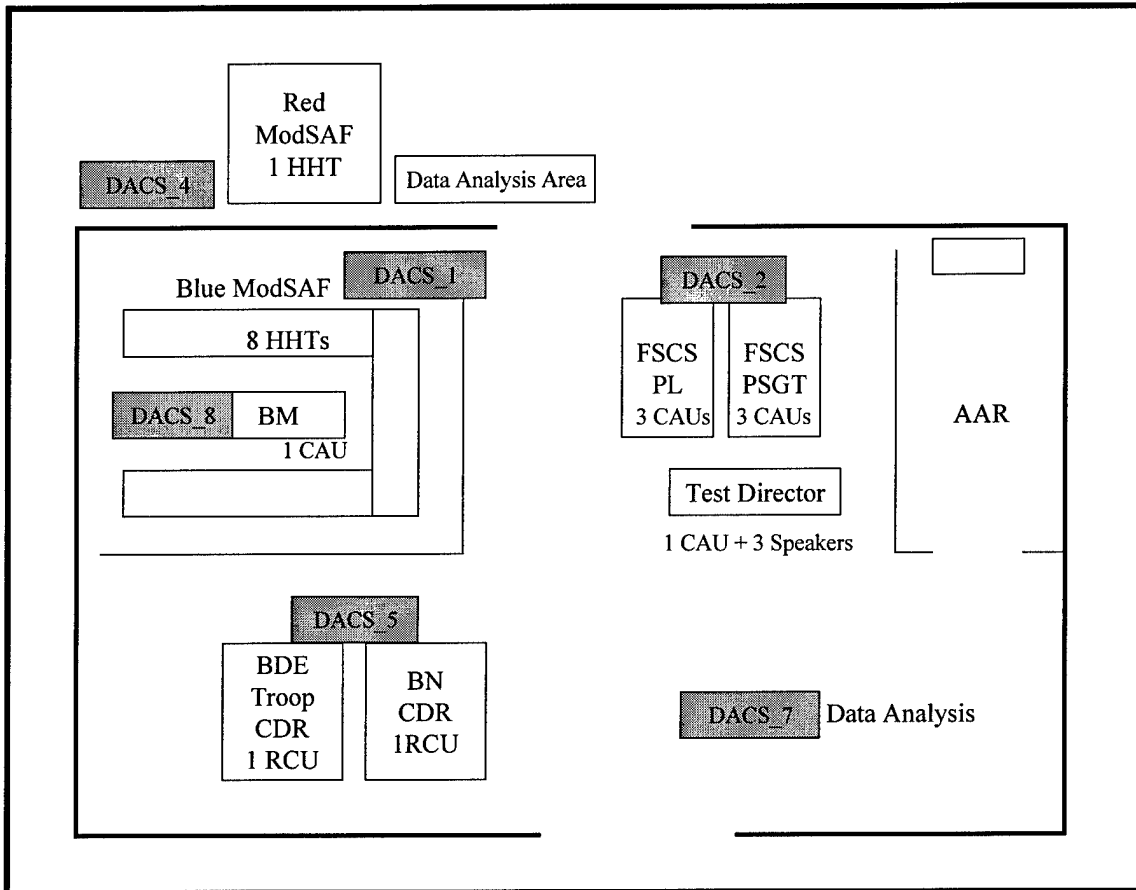 Red
ModSAF
1 HHT
DACS_4
Data Analysis Area
DACS_1
Blue ModSAF
8 HHTs
DACS_8
BM
1 CAU
DACS_2
FSCS
PL
3 CAUs
FSCS
PSGT
3 CAUs
AAR
Test Director
1 CAU + 3 Speakers
DACS_5
BDE
Troop
CDR
1 RCU
BN
CDR
1RCU
DACS_7
Data Analysis